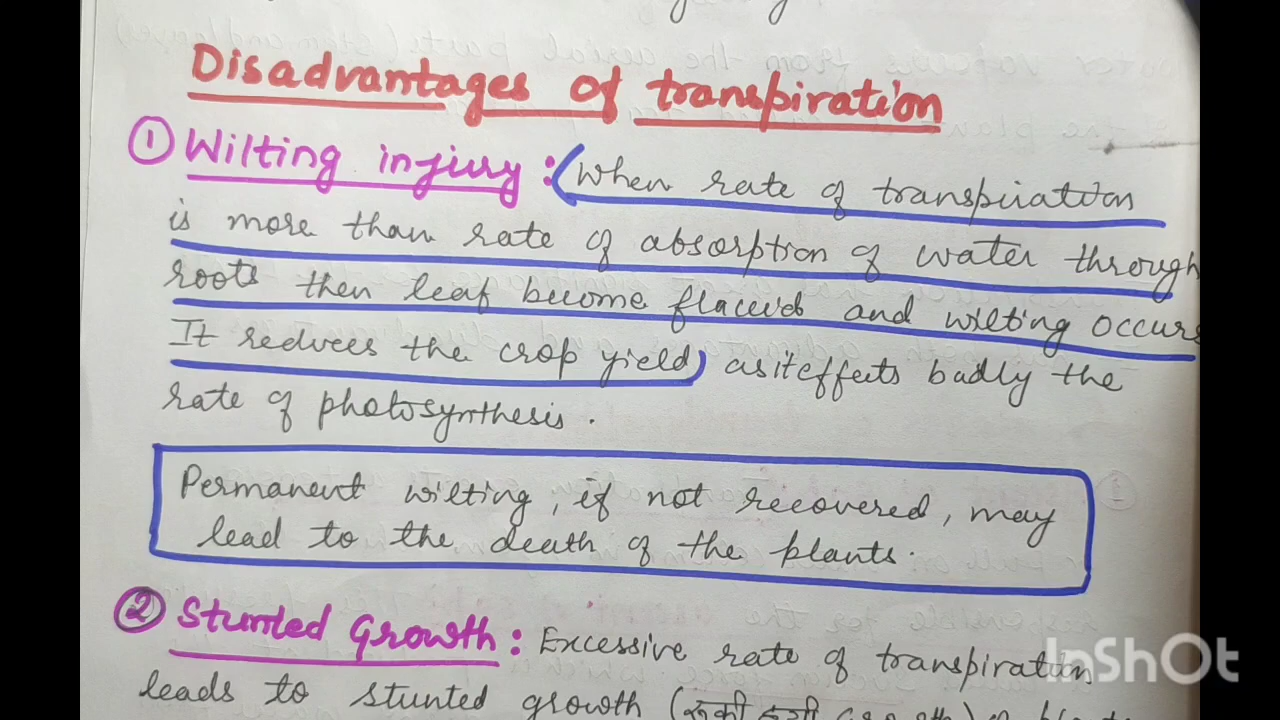 Disadvantages of transpiration
① Wilting injury : (When rate of transpiration
is more than rate of absorption of water through
roots then leaf become flaccid and wilting occurs
It reduces the crop yield) as it effects badly the
rate of photosynthesis.
Permanent wilting, if not recovered, may
lead to the death of the plants.
② Stunted Growth : Excessive rate of transpiration
leads to stunted growth (रूकी growth) of
InShOt